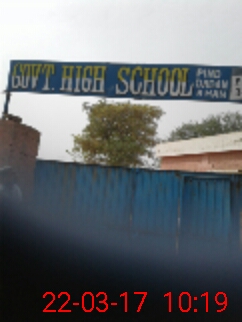 GOVT. HIGH SCHOOL PIND
DADAN
KHAN
22-03-17 10:19